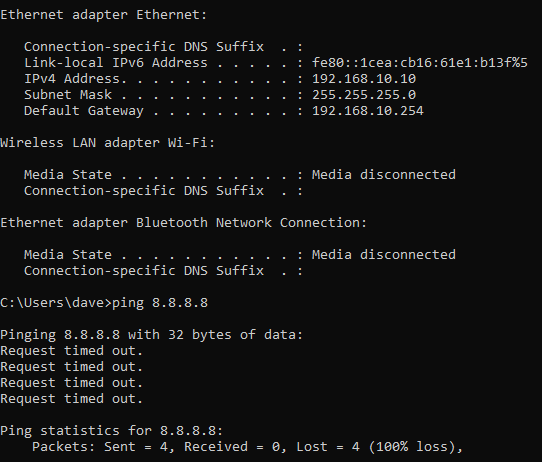 Ethernet adapter Ethernet:
Connection-specific DNS Suffix  . :
Link-local IPv6 Address . . . . . : fe80::1cea:cb16:61e1:b13f%5
IPv4 Address. . . . . . . . . . . : 192.168.10.10
Subnet Mask . . . . . . . . . . . : 255.255.255.0
Default Gateway . . . . . . . . . : 192.168.10.254
Wireless LAN adapter Wi-Fi:
Media State . . . . . . . . . . . : Media disconnected
Connection-specific DNS Suffix  . :
Ethernet adapter Bluetooth Network Connection:
Media State . . . . . . . . . . . : Media disconnected
Connection-specific DNS Suffix  . :
C:\Users\dave>ping 8.8.8.8
Pinging 8.8.8.8 with 32 bytes of data:
Request timed out.
Request timed out.
Request timed out.
Request timed out.
Ping statistics for 8.8.8.8:
Packets: Sent = 4, Received = 0, Lost = 4 (100% loss),